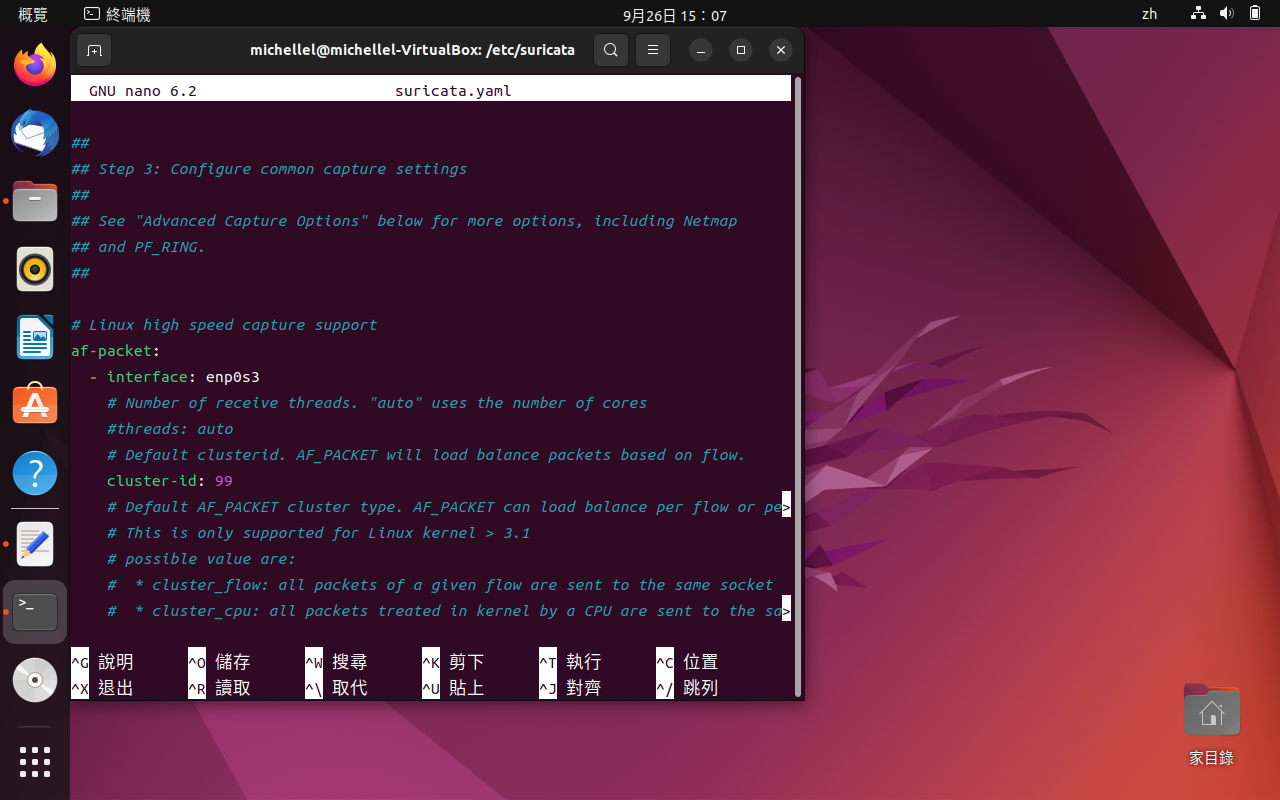 概覽 終端機 9月26日 15：07 zh
michellel@michellel-VirtualBox: /etc/suricata
GNU nano 6.2 suricata.yaml
##
## Step 3: Configure common capture settings
##
## See "Advanced Capture Options" below for more options, including Netmap
## and PF_RING.
##
# Linux high speed capture support
af-packet:
- interface: enp0s3
# Number of receive threads. "auto" uses the number of cores
#threads: auto
# Default clusterid. AF_PACKET will load balance packets based on flow.
cluster-id: 99
# Default AF_PACKET cluster type. AF_PACKET can load balance per flow or pe>
# This is only supported for Linux kernel > 3.1
# possible value are:
#  * cluster_flow: all packets of a given flow are sent to the same socket
#  * cluster_cpu: all packets treated in kernel by a CPU are sent to the sa>
^G 說明 ^O 儲存 ^W 搜尋 ^K 剪下 ^T 執行 ^C 位置
^X 退出 ^R 讀取 ^\ 取代 ^U 貼上 ^J 對齊 ^/ 跳列
家目錄